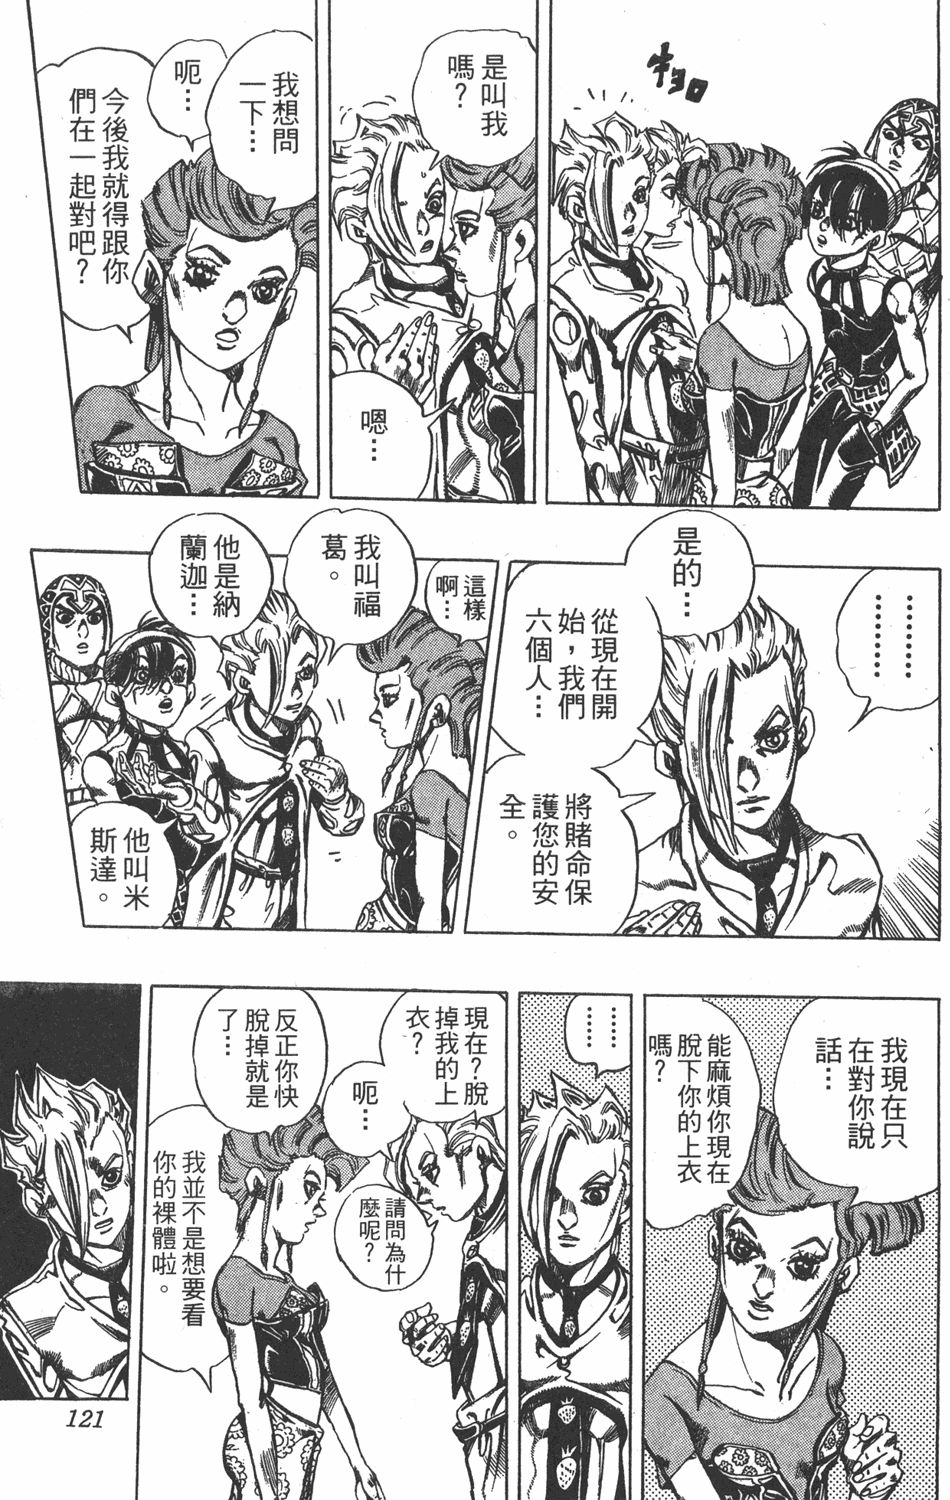 キョロ
是叫我
嗎？
嗯⋯
我想問
一下⋯
呃⋯
今後我就得跟你
們在一起對吧？
⋯⋯⋯
⋯⋯⋯
是的⋯
從現在開
始，我們
六個人⋯
將賭命保
護您的安
全。
這樣
啊⋯
我叫福
葛。
他是納
蘭迦⋯
他叫米
斯達。
我現在只
在對你說
話⋯
能麻煩你現在
脫下你的上衣
嗎？
⋯⋯
⋯⋯
現在？脫
掉我的上
衣？
呃⋯
請問為什
麼呢？
反正你快
脫掉就是
了⋯
我並不是想要看
你的裸體啦。
121